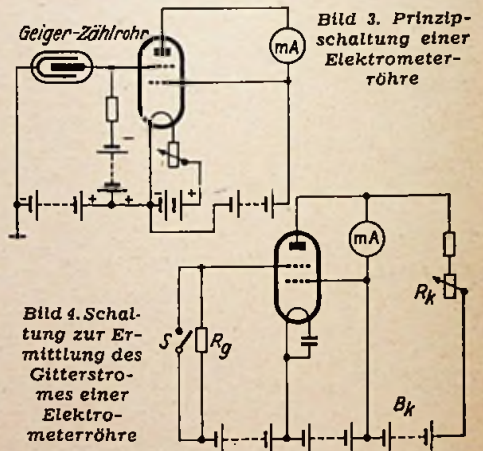 Geiger-Zählrohr
mA
Bild 3. Prinzip-
schaltung einer
Elektrometer-
röhre
-
+
+
-
+
Bild 4. Schal-
tung zur Er-
mittlung des
Gitterstro-
mes einer
Elektro-
meterröhre
S
Rg
mA
Rk
Bk